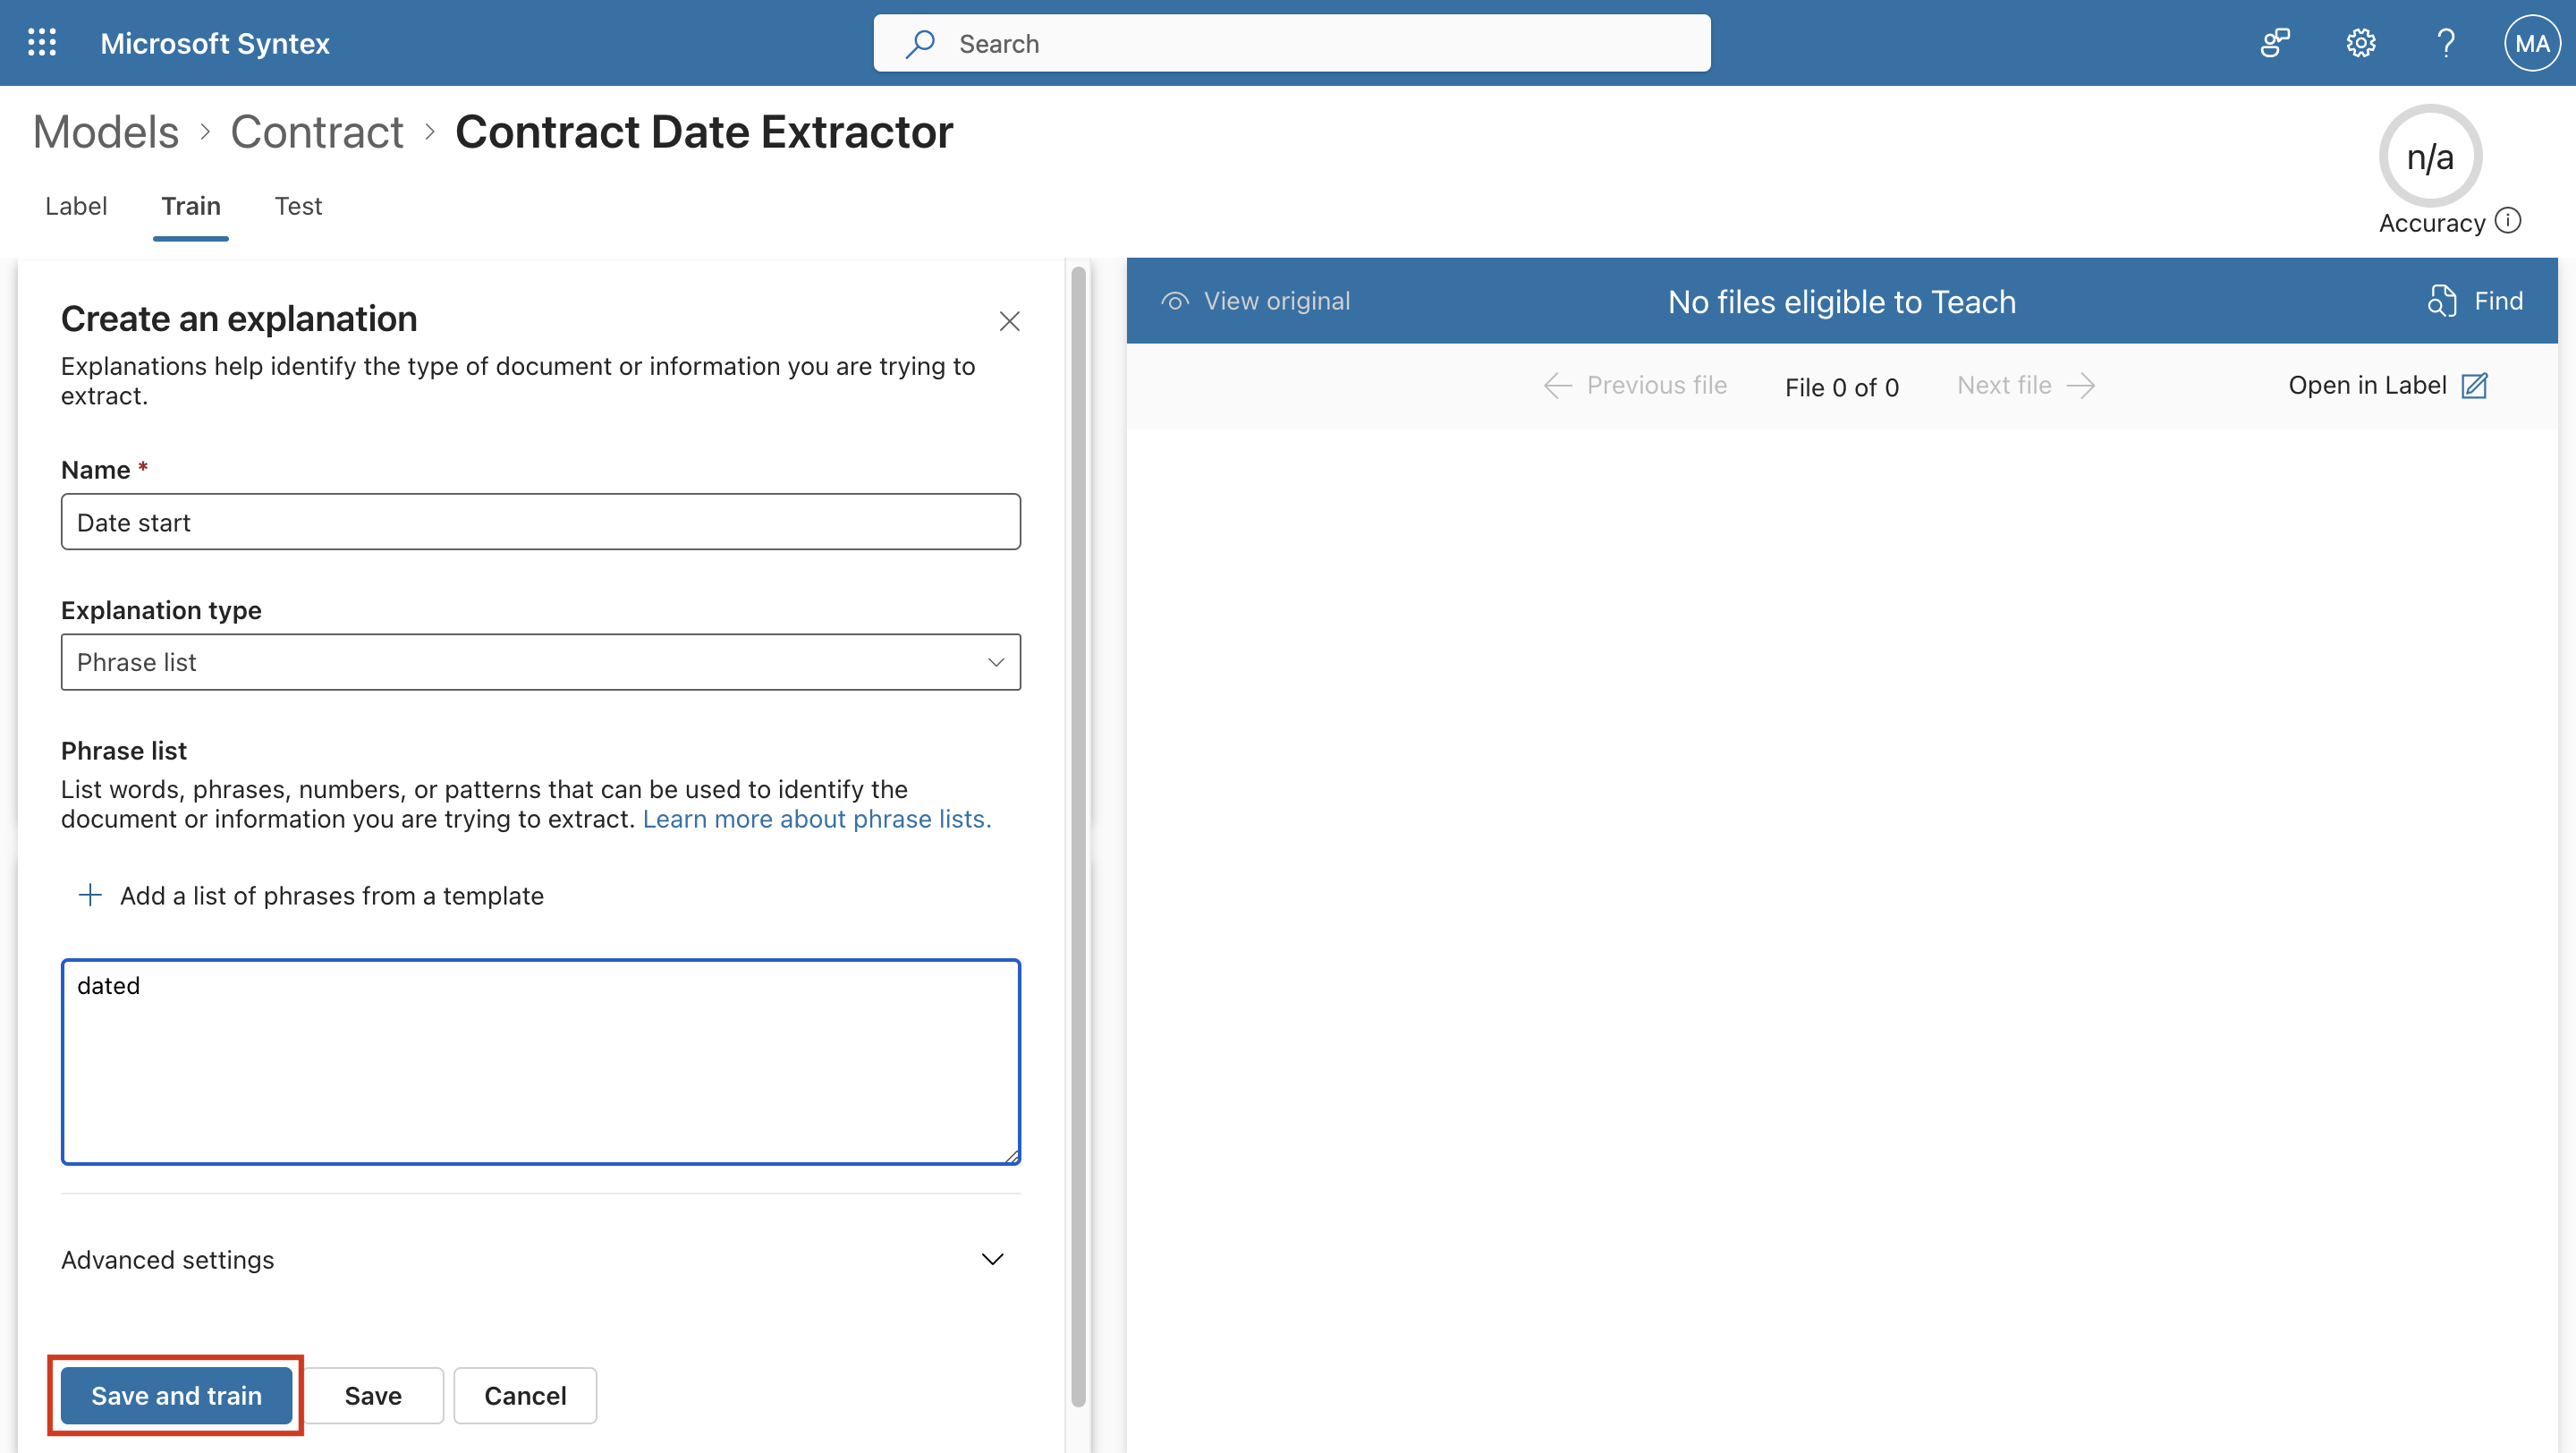 Microsoft Syntex
Search
MA
Models > Contract > Contract Date Extractor
n/a
Accuracy
Label
Train
Test
Create an explanation
Explanations help identify the type of document or information you are trying to
extract.
Name *
Date start
Explanation type
Phrase list
Phrase list
List words, phrases, numbers, or patterns that can be used to identify the
document or information you are trying to extract. Learn more about phrase lists.
+ Add a list of phrases from a template
dated
Advanced settings
Save and train
Save
Cancel
View original
No files eligible to Teach
Find
Previous file
File 0 of 0
Next file
Open in Label